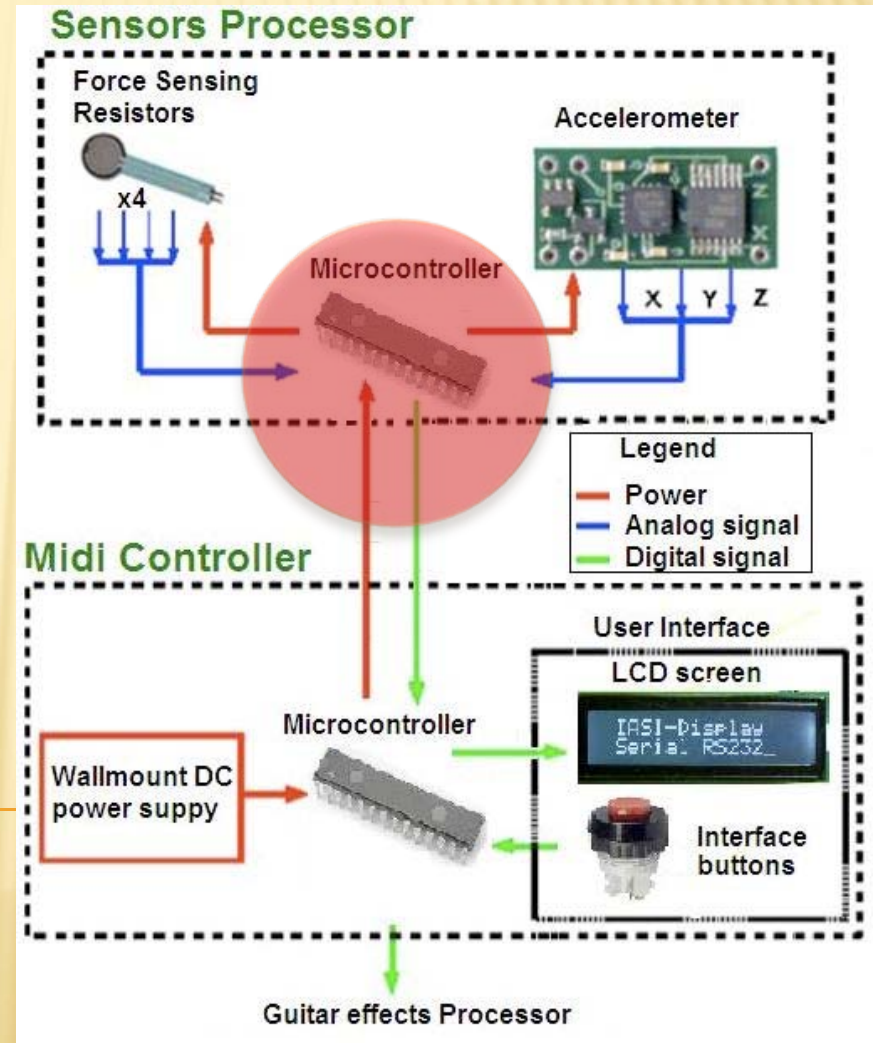 Sensors Processor
Force Sensing
Resistors
x4
Accelerometer
Microcontroller
X Y Z
Legend
Power
Analog signal
Digital signal
Midi Controller
User Interface
LCD screen
IASI-Display
Serial RS232_
Microcontroller
Wallmount DC
power suppy
Interface
buttons
Guitar effects Processor